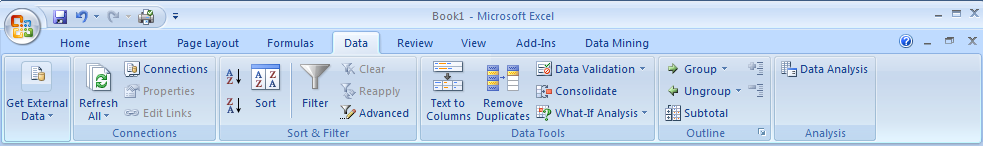 Book1 - Microsoft Excel
Home Insert Page Layout Formulas Data Review View Add-Ins Data Mining
Get External
Data
Refresh
All
Connections
Properties
Edit Links
Connections
A
Z
Z
A
A Z
Z A
Sort
Filter
Clear
Reapply
Advanced
Sort & Filter
Text to
Columns
Remove
Duplicates
Data Validation
Consolidate
What-If Analysis
Data Tools
Group
Ungroup
Subtotal
Outline
Data Analysis
Analysis